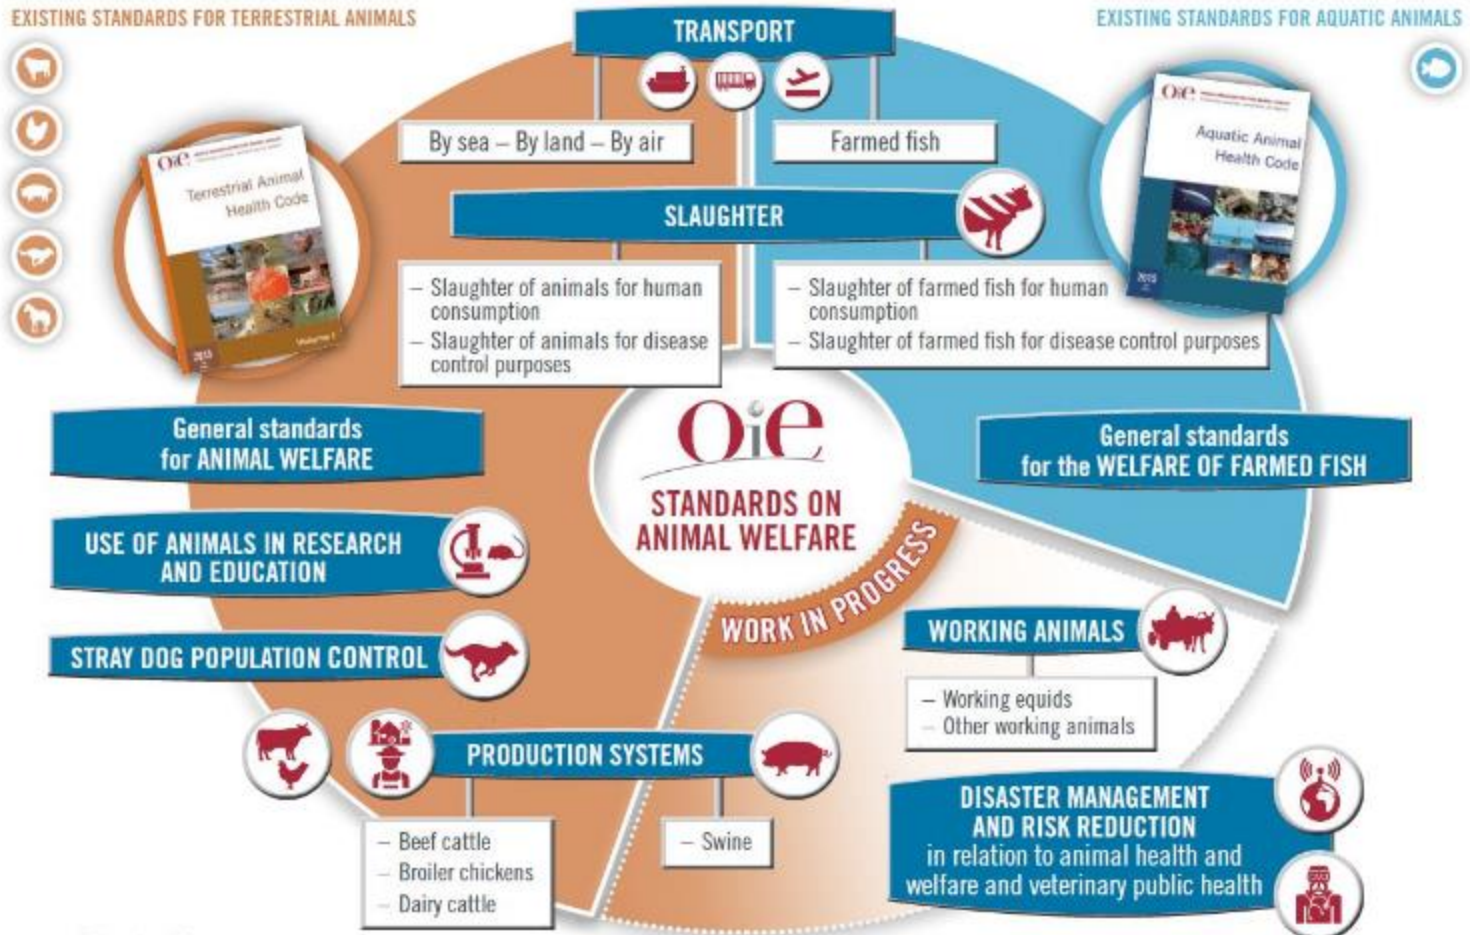 EXISTING STANDARDS FOR TERRESTRIAL ANIMALS
EXISTING STANDARDS FOR AQUATIC ANIMALS
TRANSPORT
By sea – By land – By air
Farmed fish
Oie
Terrestrial Animal
Health Code
2015
Volume I
Oie
Aquatic Animal
Health Code
2015
SLAUGHTER
– Slaughter of animals for human
consumption
– Slaughter of animals for disease
control purposes
– Slaughter of farmed fish for human
consumption
– Slaughter of farmed fish for disease control purposes
General standards
for ANIMAL WELFARE
Oie
STANDARDS ON
ANIMAL WELFARE
General standards
for the WELFARE OF FARMED FISH
USE OF ANIMALS IN RESEARCH
AND EDUCATION
WORK IN PROGRESS
STRAY DOG POPULATION CONTROL
WORKING ANIMALS
– Working equids
– Other working animals
PRODUCTION SYSTEMS
– Beef cattle
– Broiler chickens
– Dairy cattle
– Swine
DISASTER MANAGEMENT
AND RISK REDUCTION
in relation to animal health and
welfare and veterinary public health